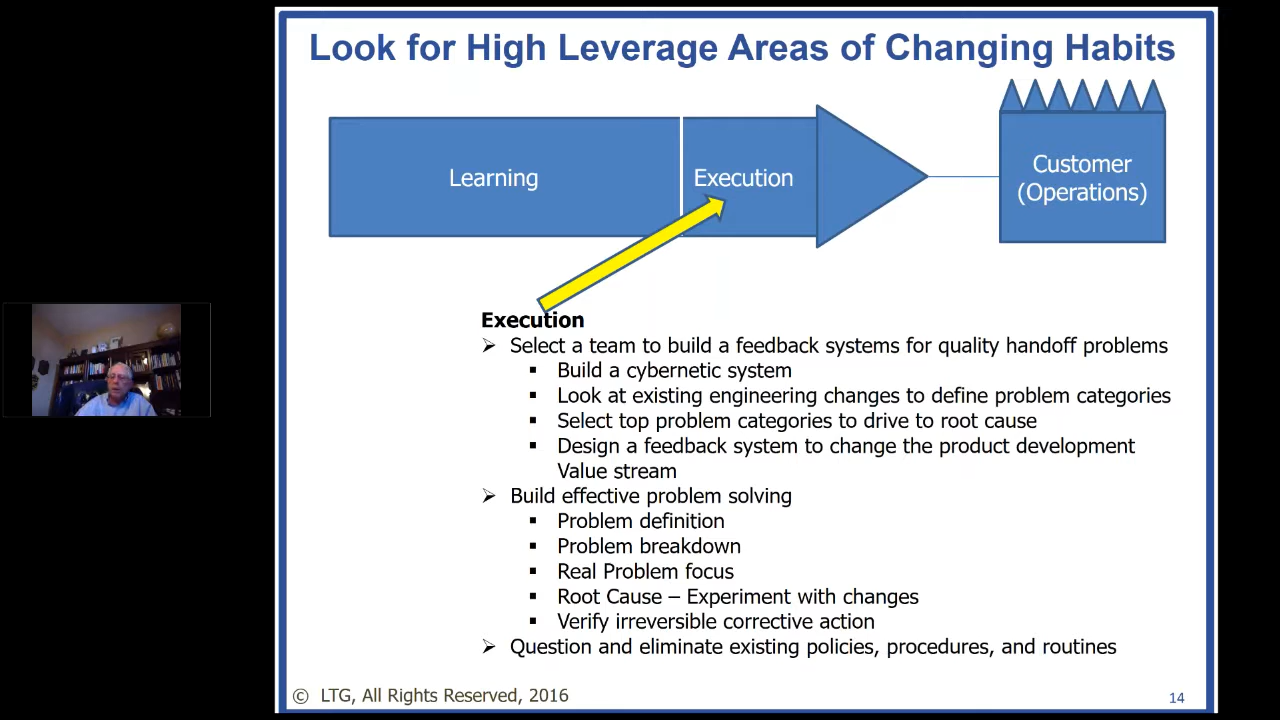 Look for High Leverage Areas of Changing Habits
Learning
Execution
Customer
(Operations)
Execution
➢ Select a team to build a feedback systems for quality handoff problems
▪ Build a cybernetic system
▪ Look at existing engineering changes to define problem categories
▪ Select top problem categories to drive to root cause
▪ Design a feedback system to change the product development
Value stream
➢ Build effective problem solving
▪ Problem definition
▪ Problem breakdown
▪ Real Problem focus
▪ Root Cause – Experiment with changes
▪ Verify irreversible corrective action
➢ Question and eliminate existing policies, procedures, and routines
© LTG, All Rights Reserved, 2016
14